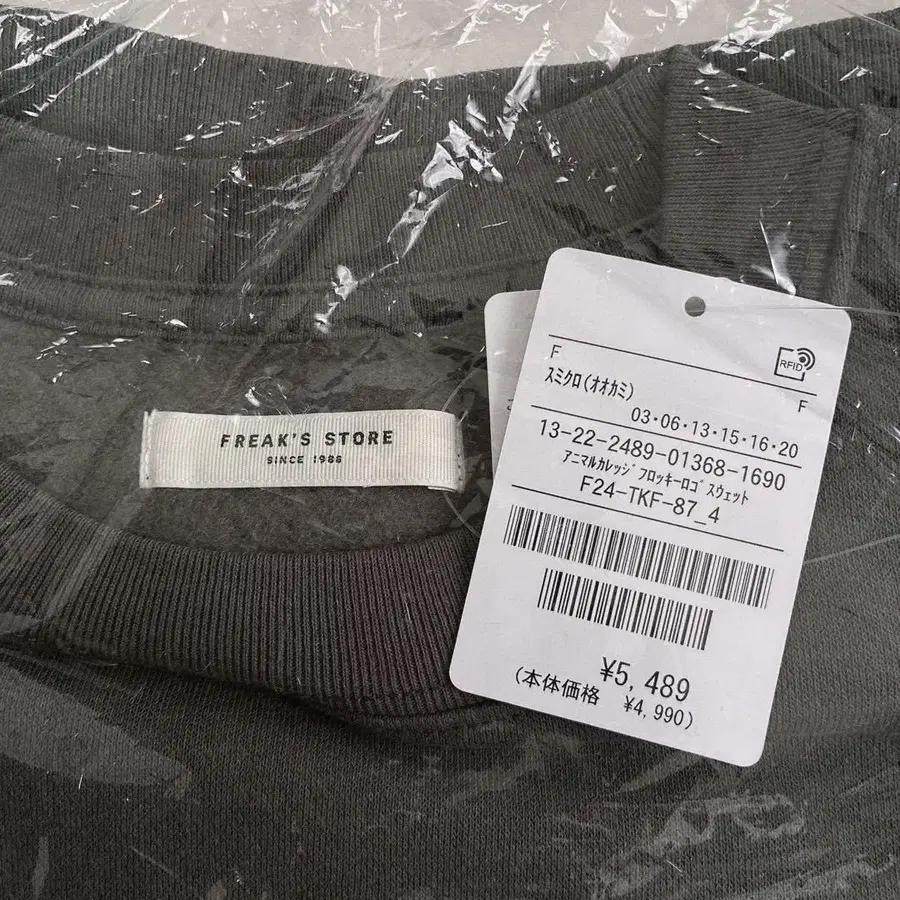 FREAK'S STORE
SINCE 1986
RFID
F
F
ｽﾐｸﾛ(ｵｵｶﾐ)
03・06・13・15・16・20
13-22-2489-01368-1690
ｱﾆﾏﾙｶﾚｯｼﾞﾌﾛｯｷｰﾛｺﾞｽｳｪｯﾄ
F24-TKF-87_4
¥5,489
(本体価格 ¥4,990)